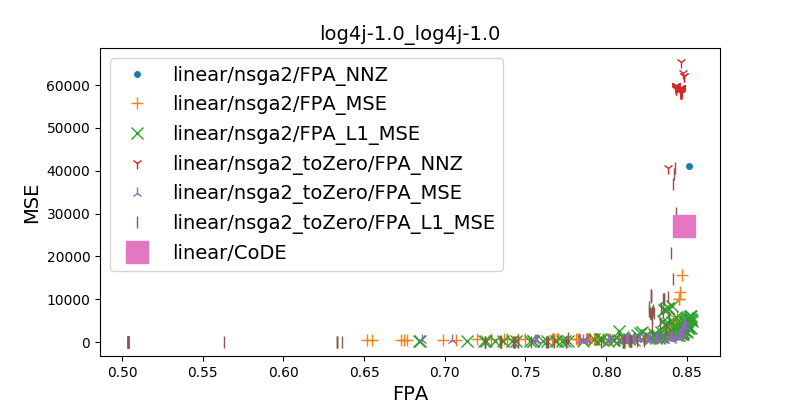 log4j-1.0_log4j-1.0
linear/nsga2/FPA_NNZ
linear/nsga2/FPA_MSE
linear/nsga2/FPA_L1_MSE
linear/nsga2_toZero/FPA_NNZ
linear/nsga2_toZero/FPA_MSE
linear/nsga2_toZero/FPA_L1_MSE
linear/CoDE
MSE
60000
50000
40000
30000
20000
10000
0
0.50 0.55 0.60 0.65 0.70 0.75 0.80 0.85
FPA